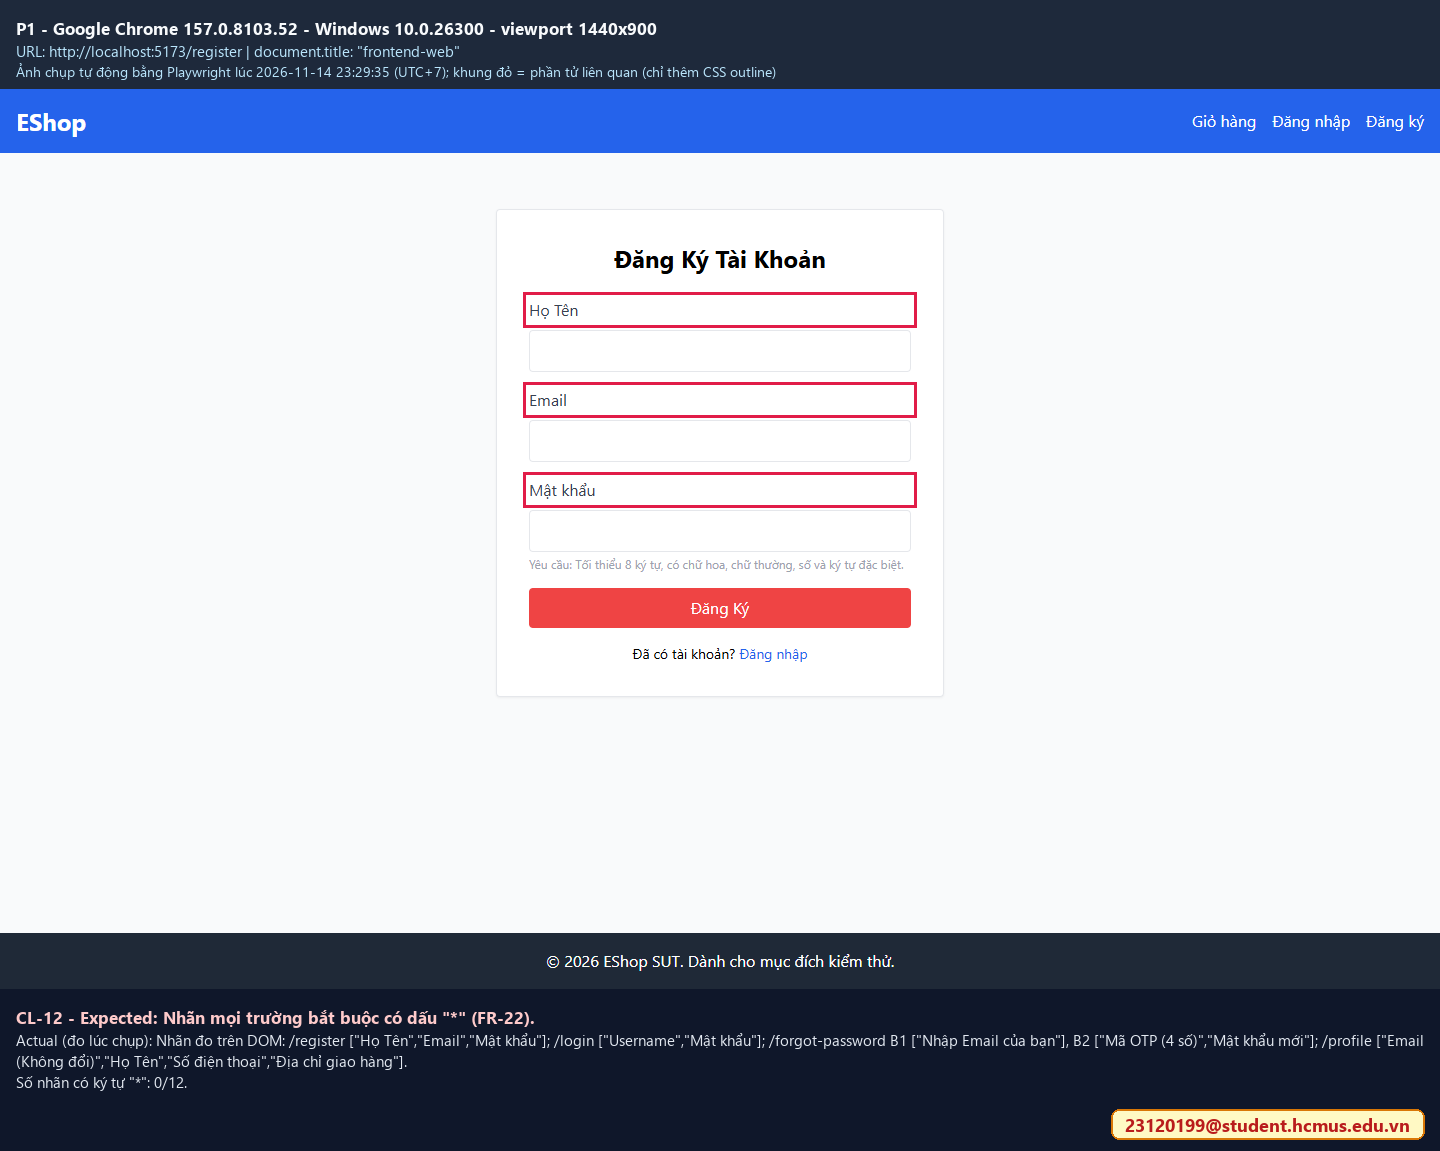 P1 - Google Chrome 157.0.8103.52 - Windows 10.0.26300 - viewport 1440x900
URL: http://localhost:5173/register | document.title: "frontend-web"
Ảnh chụp tự động bằng Playwright lúc 2026-11-14 23:29:35 (UTC+7); khung đỏ = phần tử liên quan (chỉ thêm CSS outline)
EShop
Giỏ hàng Đăng nhập Đăng ký
Đăng Ký Tài Khoản
Họ Tên
Email
Mật khẩu
Yêu cầu: Tối thiểu 8 ký tự, có chữ hoa, chữ thường, số và ký tự đặc biệt.
Đăng Ký
Đã có tài khoản? Đăng nhập
© 2026 EShop SUT. Dành cho mục đích kiểm thử.
CL-12 - Expected: Nhãn mọi trường bắt buộc có dấu "*" (FR-22).
Actual (đo lúc chụp): Nhãn đo trên DOM: /register ["Họ Tên","Email","Mật khẩu"]; /login ["Username","Mật khẩu"]; /forgot-password B1 ["Nhập Email của bạn"], B2 ["Mã OTP (4 số)","Mật khẩu mới"]; /profile ["Email
(Không đổi)","Họ Tên","Số điện thoại","Địa chỉ giao hàng"].
Số nhãn có ký tự "*": 0/12.
23120199@student.hcmus.edu.vn